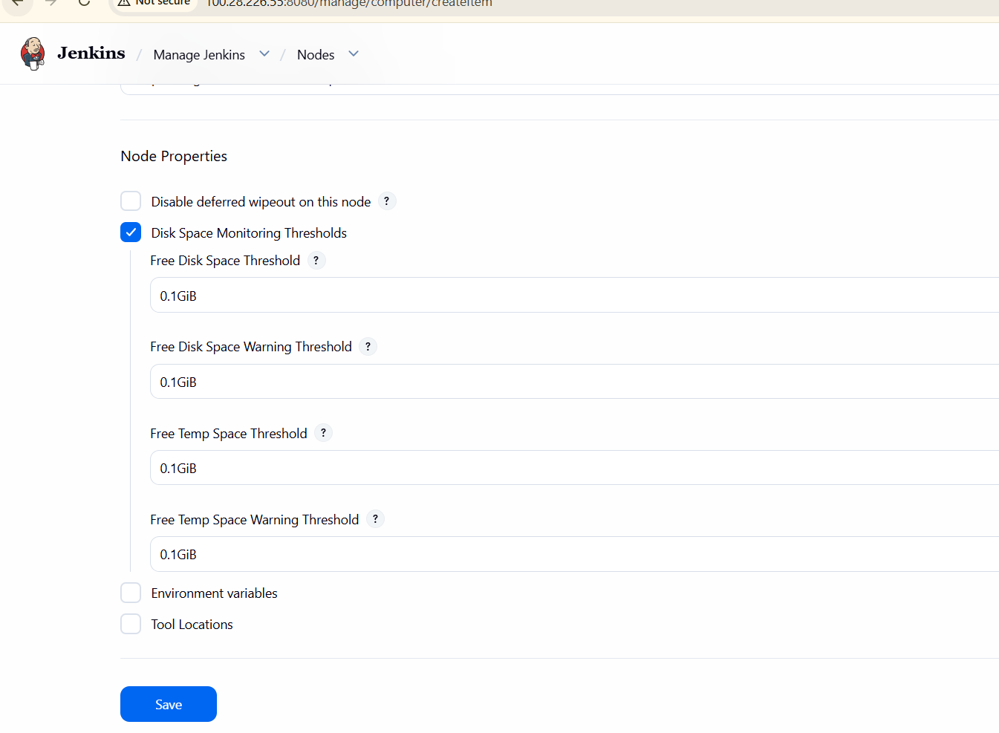 Not secure 100.28.226.55:8080/manage/computer/createItem
Jenkins / Manage Jenkins / Nodes
Node Properties
Disable deferred wipeout on this node ?
Disk Space Monitoring Thresholds
Free Disk Space Threshold ?
0.1GiB
Free Disk Space Warning Threshold ?
0.1GiB
Free Temp Space Threshold ?
0.1GiB
Free Temp Space Warning Threshold ?
0.1GiB
Environment variables
Tool Locations
Save